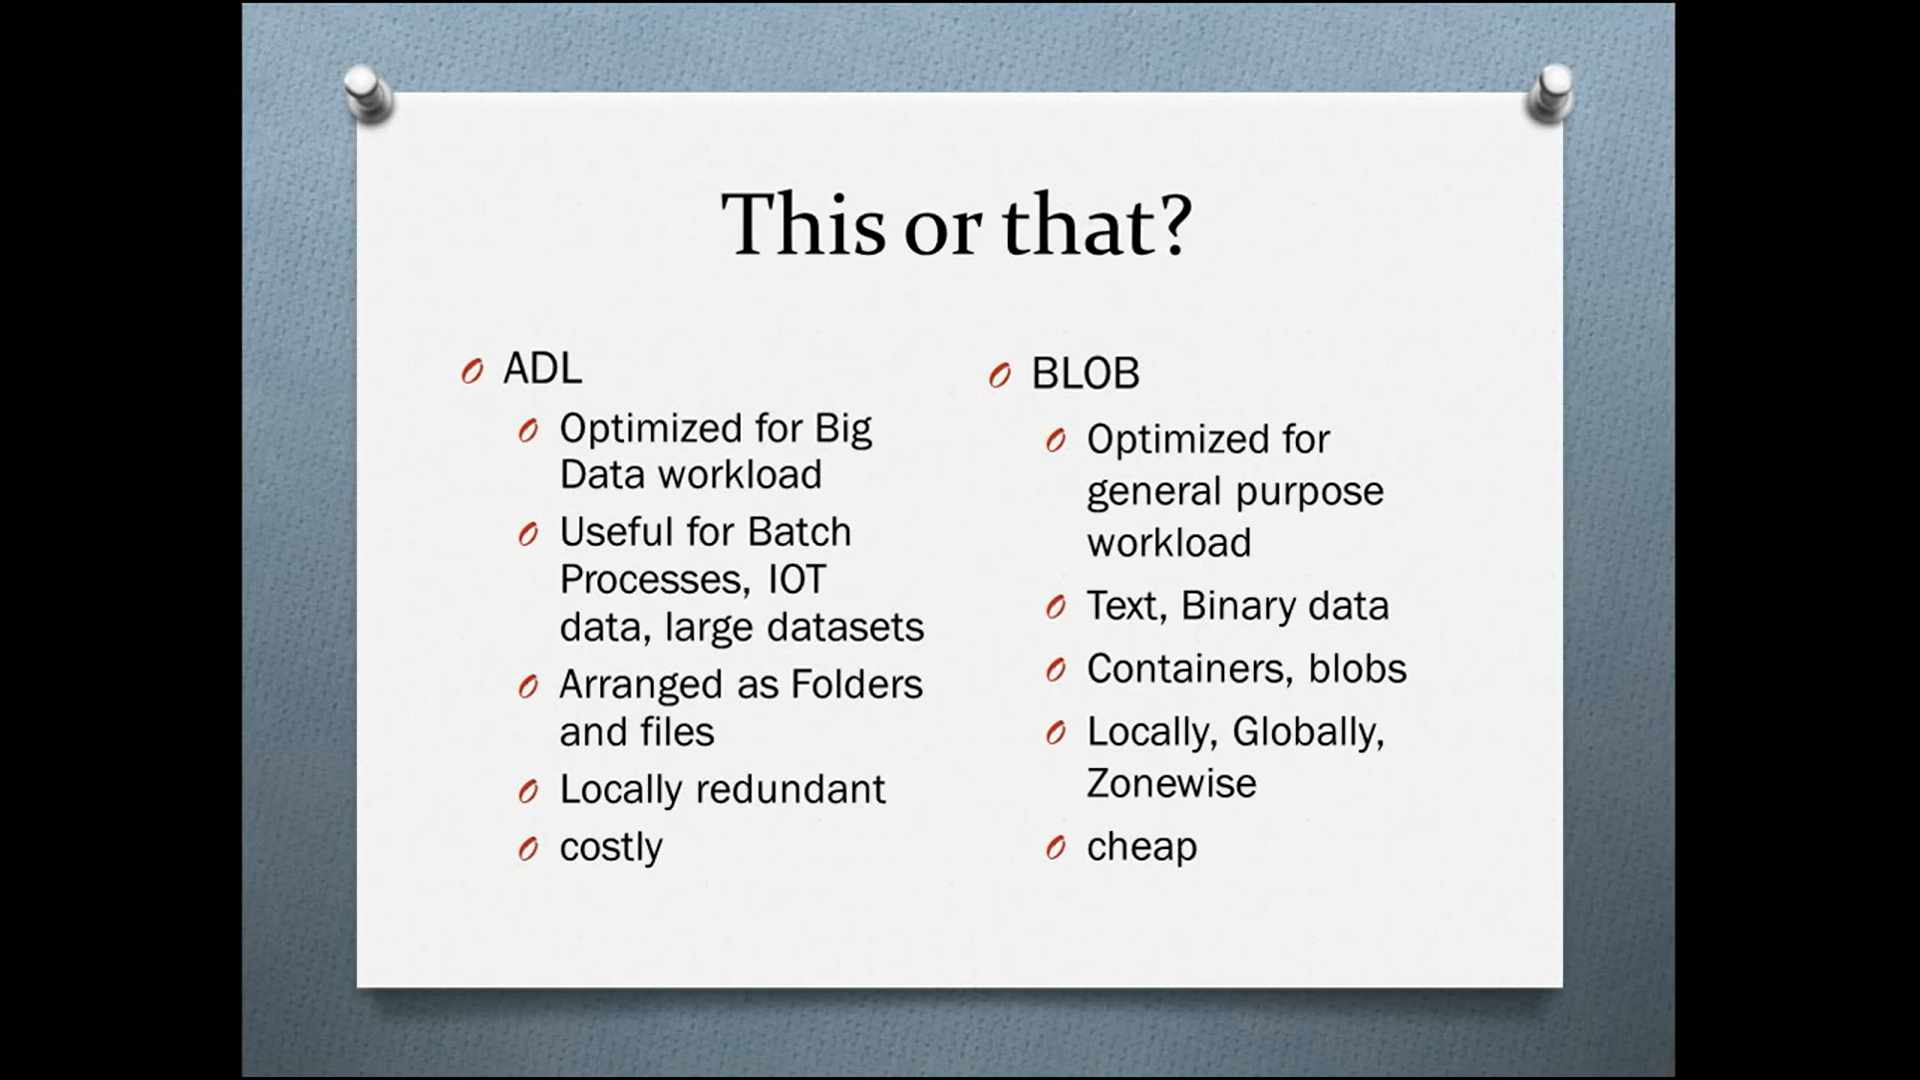 This or that?
ADL
Optimized for Big
Data workload
Useful for Batch
Processes, IOT
data, large datasets
Arranged as Folders
and files
Locally redundant
costly
BLOB
Optimized for
general purpose
workload
Text, Binary data
Containers, blobs
Locally, Globally,
Zonewise
cheap